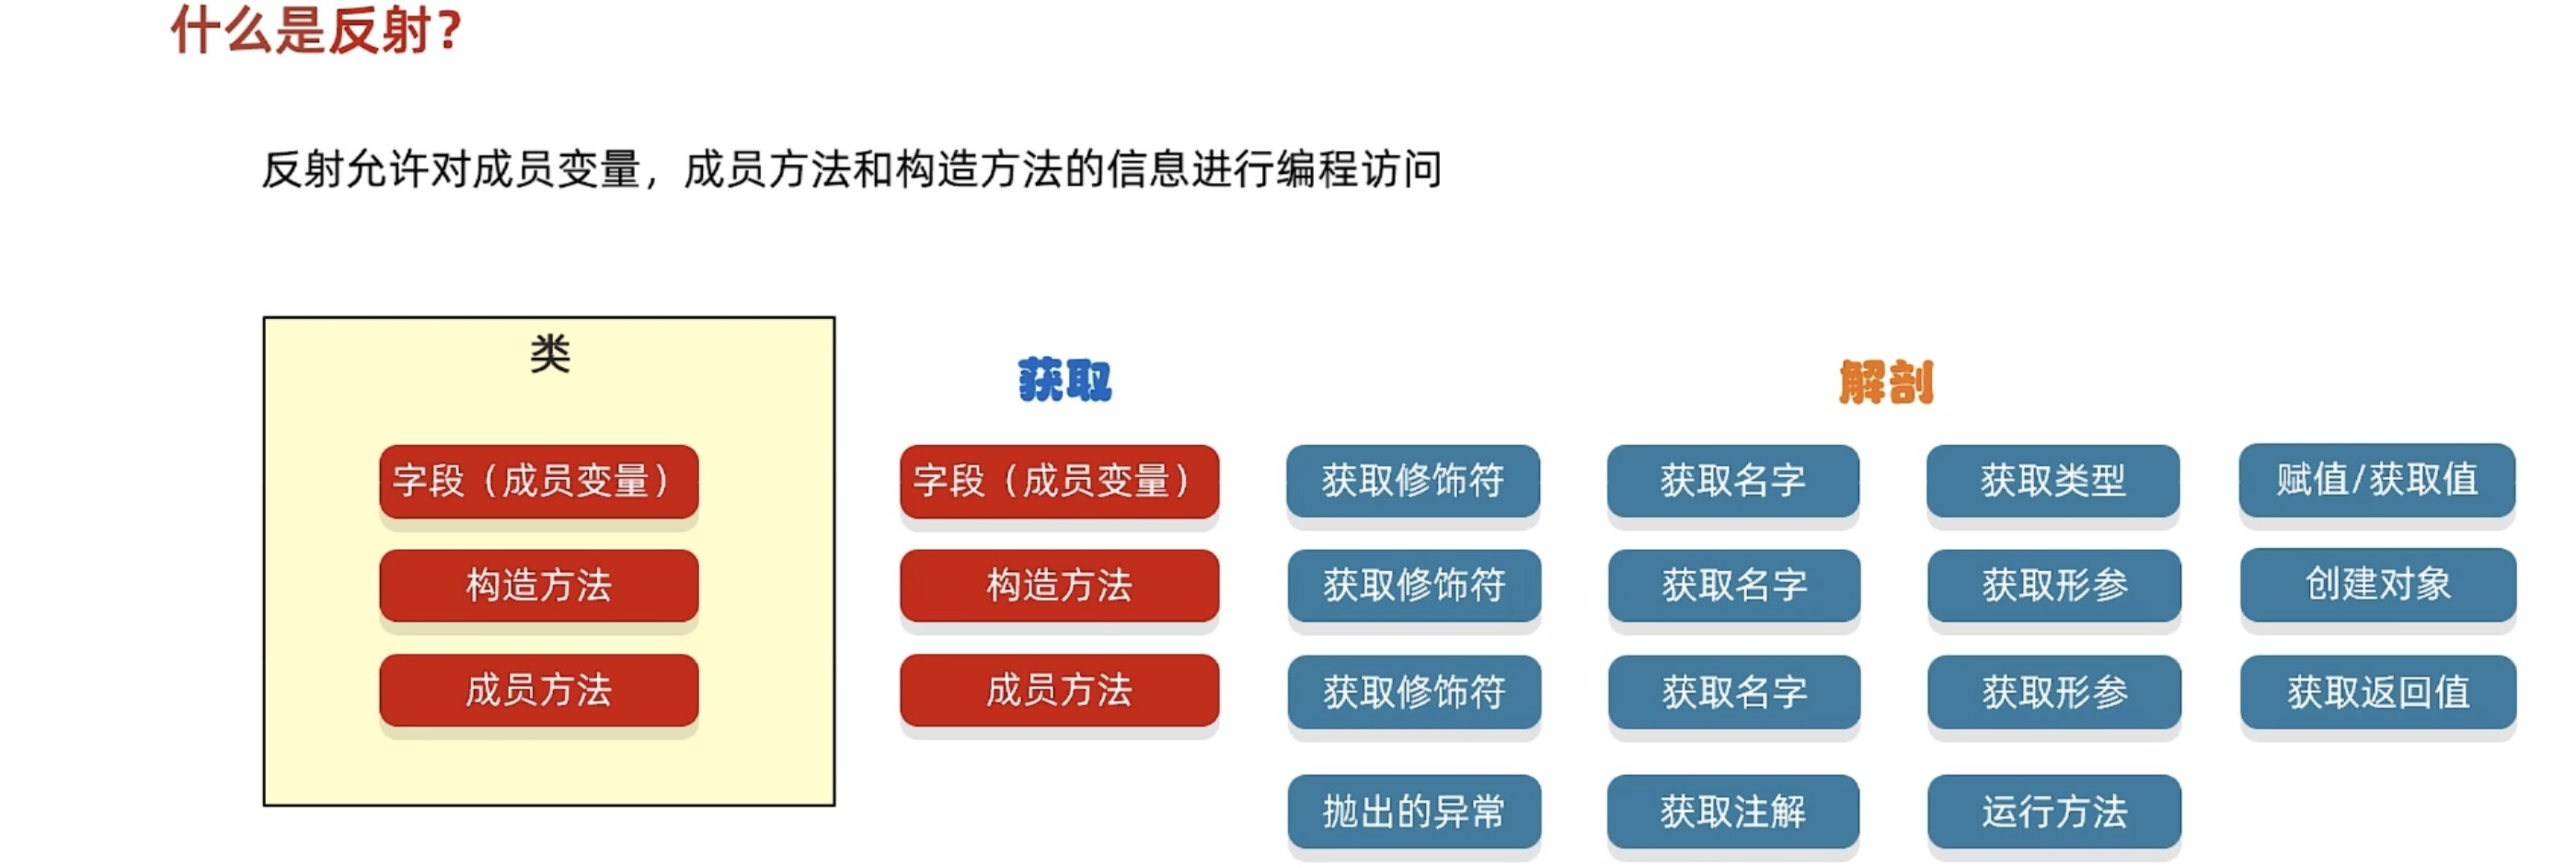 什么是反射？
反射允许对成员变量，成员方法和构造方法的信息进行编程访问
类
获取
解剖
字段（成员变量）
字段（成员变量）
获取修饰符
获取名字
获取类型
赋值/获取值
构造方法
构造方法
获取修饰符
获取名字
获取形参
创建对象
成员方法
成员方法
获取修饰符
获取名字
获取形参
获取返回值
抛出的异常
获取注解
运行方法